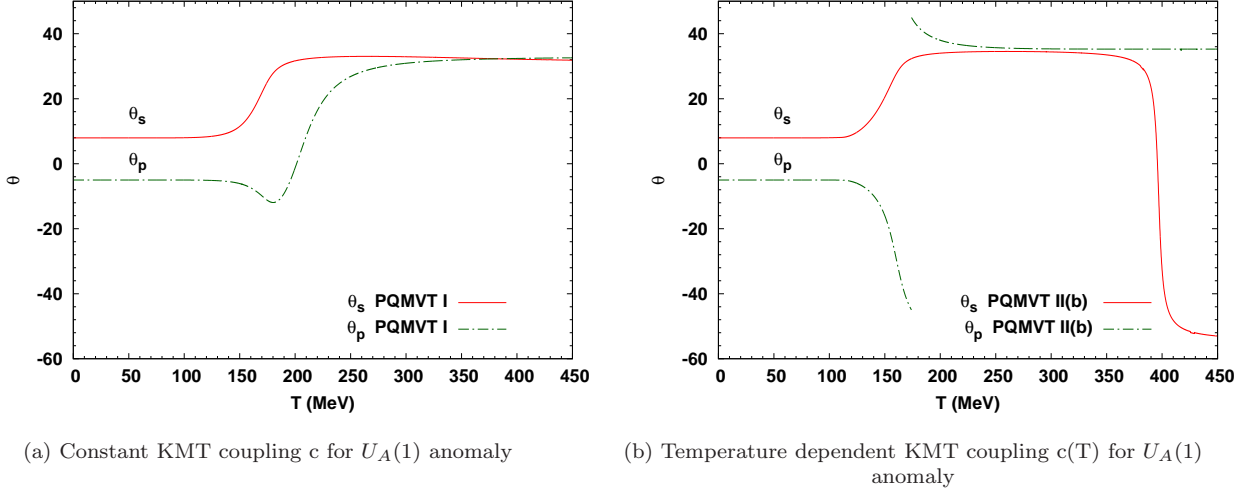 40
20
0
-20
-40
-60
θ
θs
θp
θs PQMVT I
θp PQMVT I
0 50 100 150 200 250 300 350 400 450
T (MeV)
(a) Constant KMT coupling c for U_A(1) anomaly
40
20
0
-20
-40
-60
θ
θs
θp
θs PQMVT II(b)
θp PQMVT II(b)
0 50 100 150 200 250 300 350 400 450
T (MeV)
(b) Temperature dependent KMT coupling c(T) for U_A(1)
anomaly